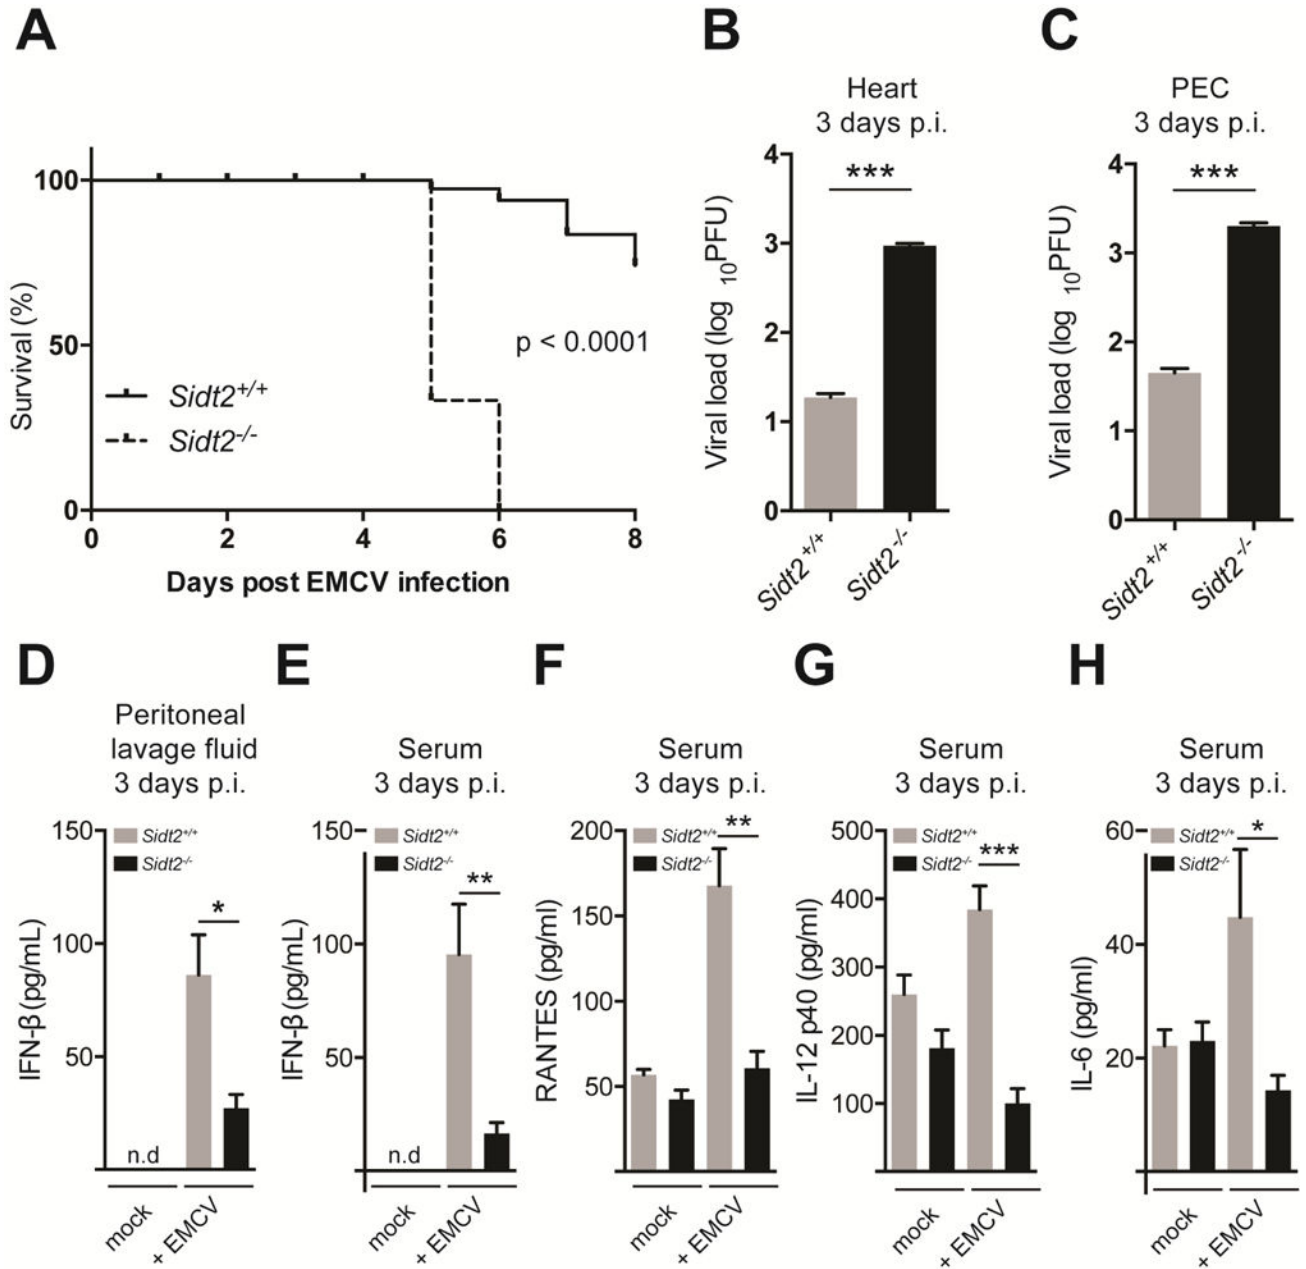 A
100
50
0
Survival (%)
Sidt2+/+
Sidt2-/-
p < 0.0001
0 2 4 6 8
Days post EMCV infection
B
Heart
3 days p.i.
***
4
3
2
1
0
Viral load (log 10PFU)
Sidt2+/+
Sidt2-/-
C
PEC
3 days p.i.
***
4
3
2
1
0
Viral load (log 10PFU)
Sidt2+/+
Sidt2-/-
D
Peritoneal
lavage fluid
3 days p.i.
150
100
50
IFN-β (pg/mL)
Sidt2+/+
Sidt2-/-
*
n.d
mock
+ EMCV
E
Serum
3 days p.i.
150
100
50
IFN-β (pg/mL)
Sidt2+/+
Sidt2-/-
**
n.d
mock
+ EMCV
F
Serum
3 days p.i.
200
150
100
50
RANTES (pg/ml)
Sidt2+/+
Sidt2-/-
**
mock
+ EMCV
G
Serum
3 days p.i.
500
400
300
200
100
IL-12 p40 (pg/ml)
Sidt2+/+
Sidt2-/-
***
mock
+ EMCV
H
Serum
3 days p.i.
60
40
20
IL-6 (pg/ml)
Sidt2+/+
Sidt2-/-
*
mock
+ EMCV